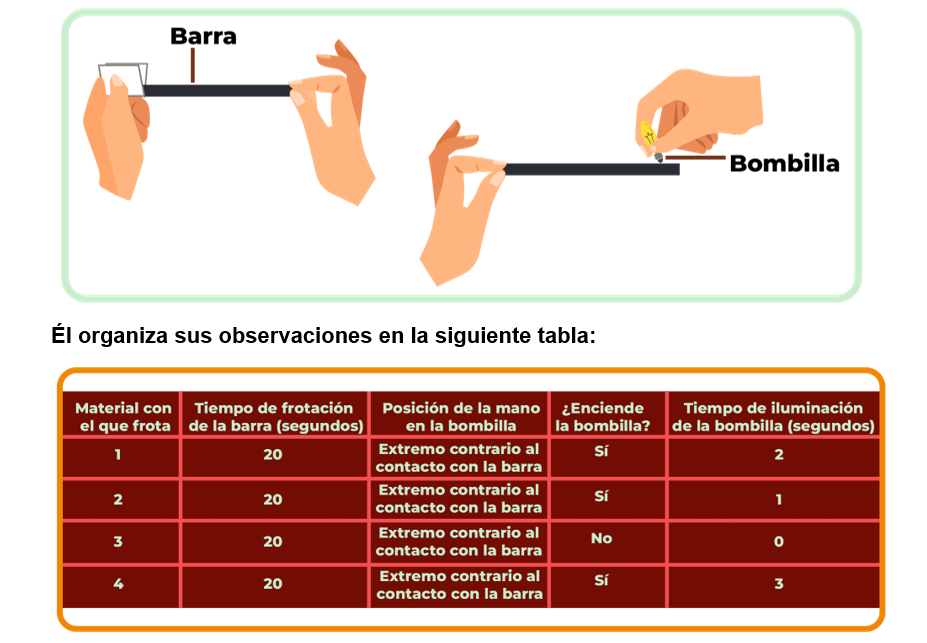 Barra
Bombilla
Él organiza sus observaciones en la siguiente tabla:
Material con el que frota | Tiempo de frotación de la barra (segundos) | Posición de la mano en la bombilla | ¿Enciende la bombilla? | Tiempo de iluminación de la bombilla (segundos)
1 | 20 | Extremo contrario al contacto con la barra | Sí | 2
2 | 20 | Extremo contrario al contacto con la barra | Sí | 1
3 | 20 | Extremo contrario al contacto con la barra | No | 0
4 | 20 | Extremo contrario al contacto con la barra | Sí | 3